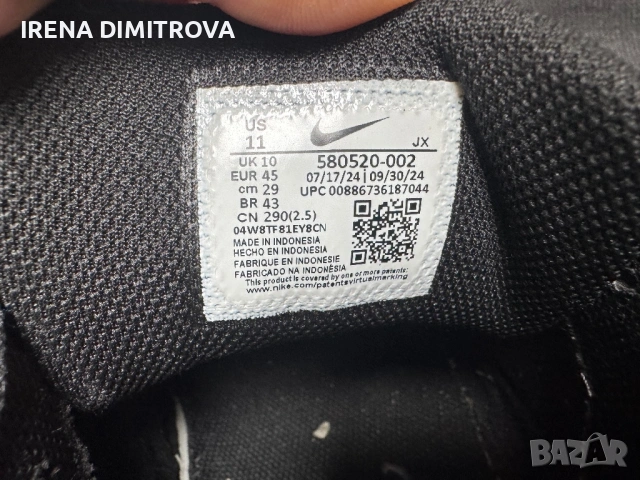 IRENA DIMITROVA
US
11
JX
UK 10
580520-002
EUR 45
07/17/24 | 09/30/24
cm 29
UPC 00886736187044
BR 43
CN 290(2.5)
04W8TF81EY8CN
MADE IN INDONESIA
HECHO EN INDONESIA
FABRIQUE EN INDONESIE
FABRICADO NA INDONÉSIA
This product is covered by one or more patents:
www.nike.com/patentsvirtualmarking
BAZAR